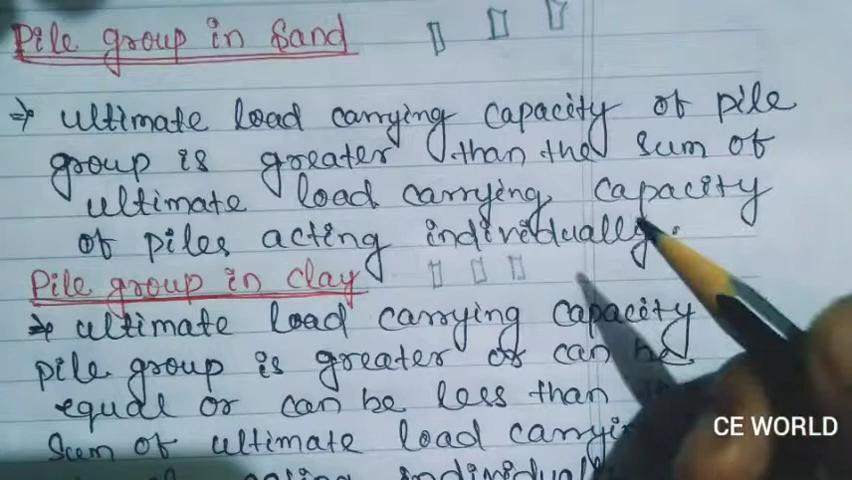 Pile group in Sand
⇒ ultimate load carrying capacity of pile
group is greater than the sum of
ultimate load carrying capacity
of piles acting individually.
Pile group in clay
⇒ ultimate load carrying capacity
pile group is greater or can be
equal or can be less than
Sum of ultimate load
individual
CE WORLD